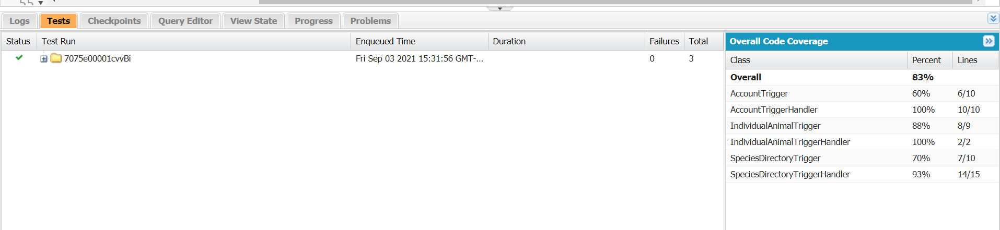 Logs Tests Checkpoints Query Editor View State Progress Problems
Status Test Run Enqueued Time Duration Failures Total
7075e00001cvvBi Fri Sep 03 2021 15:31:56 GMT-... 0 3
Overall Code Coverage
Class Percent Lines
Overall 83%
AccountTrigger 60% 6/10
AccountTriggerHandler 100% 10/10
IndividualAnimalTrigger 88% 8/9
IndividualAnimalTriggerHandler 100% 2/2
SpeciesDirectoryTrigger 70% 7/10
SpeciesDirectoryTriggerHandler 93% 14/15